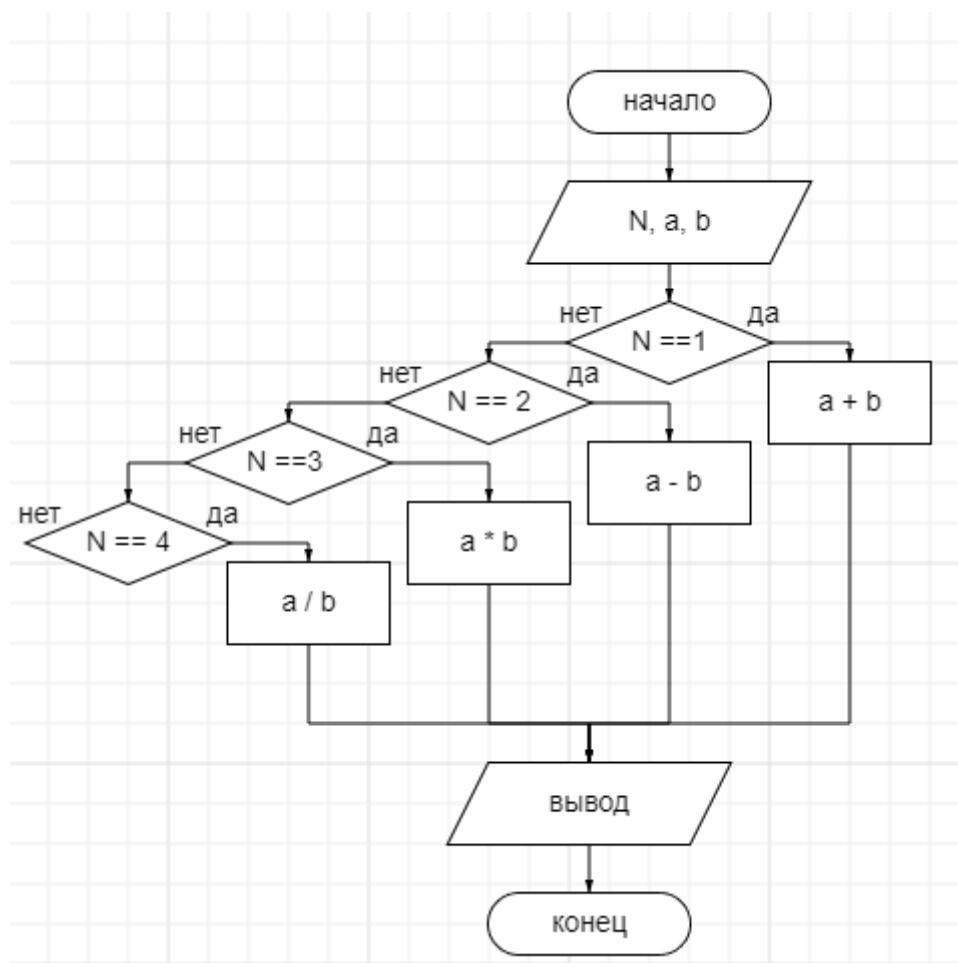 начало
N, a, b
нет
да
N ==1
нет
да
N == 2
a + b
нет
да
N ==3
a - b
нет
да
N == 4
a * b
a / b
вывод
конец